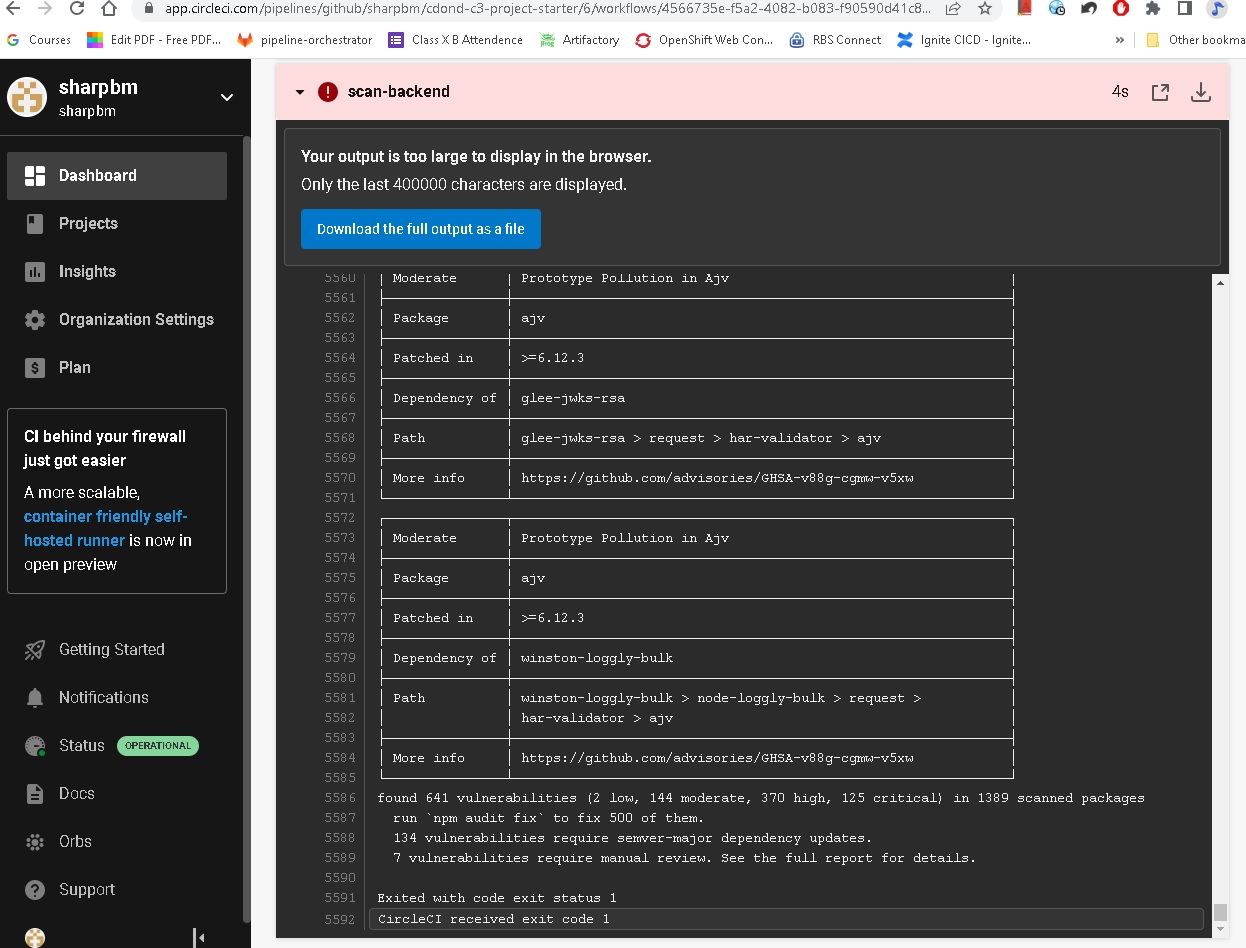 app.circleci.com/pipelines/github/sharpbm/cdond-c3-project-starter/6/workflows/4566735e-f5a2-4082-b083-f90590d41c8...
Courses
Edit PDF - Free PDF...
pipeline-orchestrator
Class X B Attendence
Artifactory
OpenShift Web Con...
RBS Connect
Ignite CICD - Ignite...
»
Other bookma
sharpbm
sharpbm
Dashboard
Projects
Insights
Organization Settings
Plan
CI behind your firewall
just got easier
A more scalable,
container friendly self-
hosted runner is now in
open preview
Getting Started
Notifications
Status OPERATIONAL
Docs
Orbs
Support
scan-backend 4s
Your output is too large to display in the browser.
Only the last 400000 characters are displayed.
Download the full output as a file
5560 Moderate Prototype Pollution in Ajv
5561
5562 Package ajv
5563
5564 Patched in >=6.12.3
5565
5566 Dependency of glee-jwks-rsa
5567
5568 Path glee-jwks-rsa > request > har-validator > ajv
5569
5570 More info https://github.com/advisories/GHSA-v88g-cgmw-v5xw
5571
5572
5573 Moderate Prototype Pollution in Ajv
5574
5575 Package ajv
5576
5577 Patched in >=6.12.3
5578
5579 Dependency of winston-loggly-bulk
5580
5581 Path winston-loggly-bulk > node-loggly-bulk > request >
5582 har-validator > ajv
5583
5584 More info https://github.com/advisories/GHSA-v88g-cgmw-v5xw
5585
5586 found 641 vulnerabilities (2 low, 144 moderate, 370 high, 125 critical) in 1389 scanned packages
5587 run `npm audit fix` to fix 500 of them.
5588 134 vulnerabilities require semver-major dependency updates.
5589 7 vulnerabilities require manual review. See the full report for details.
5590
5591 Exited with code exit status 1
5592 CircleCI received exit code 1